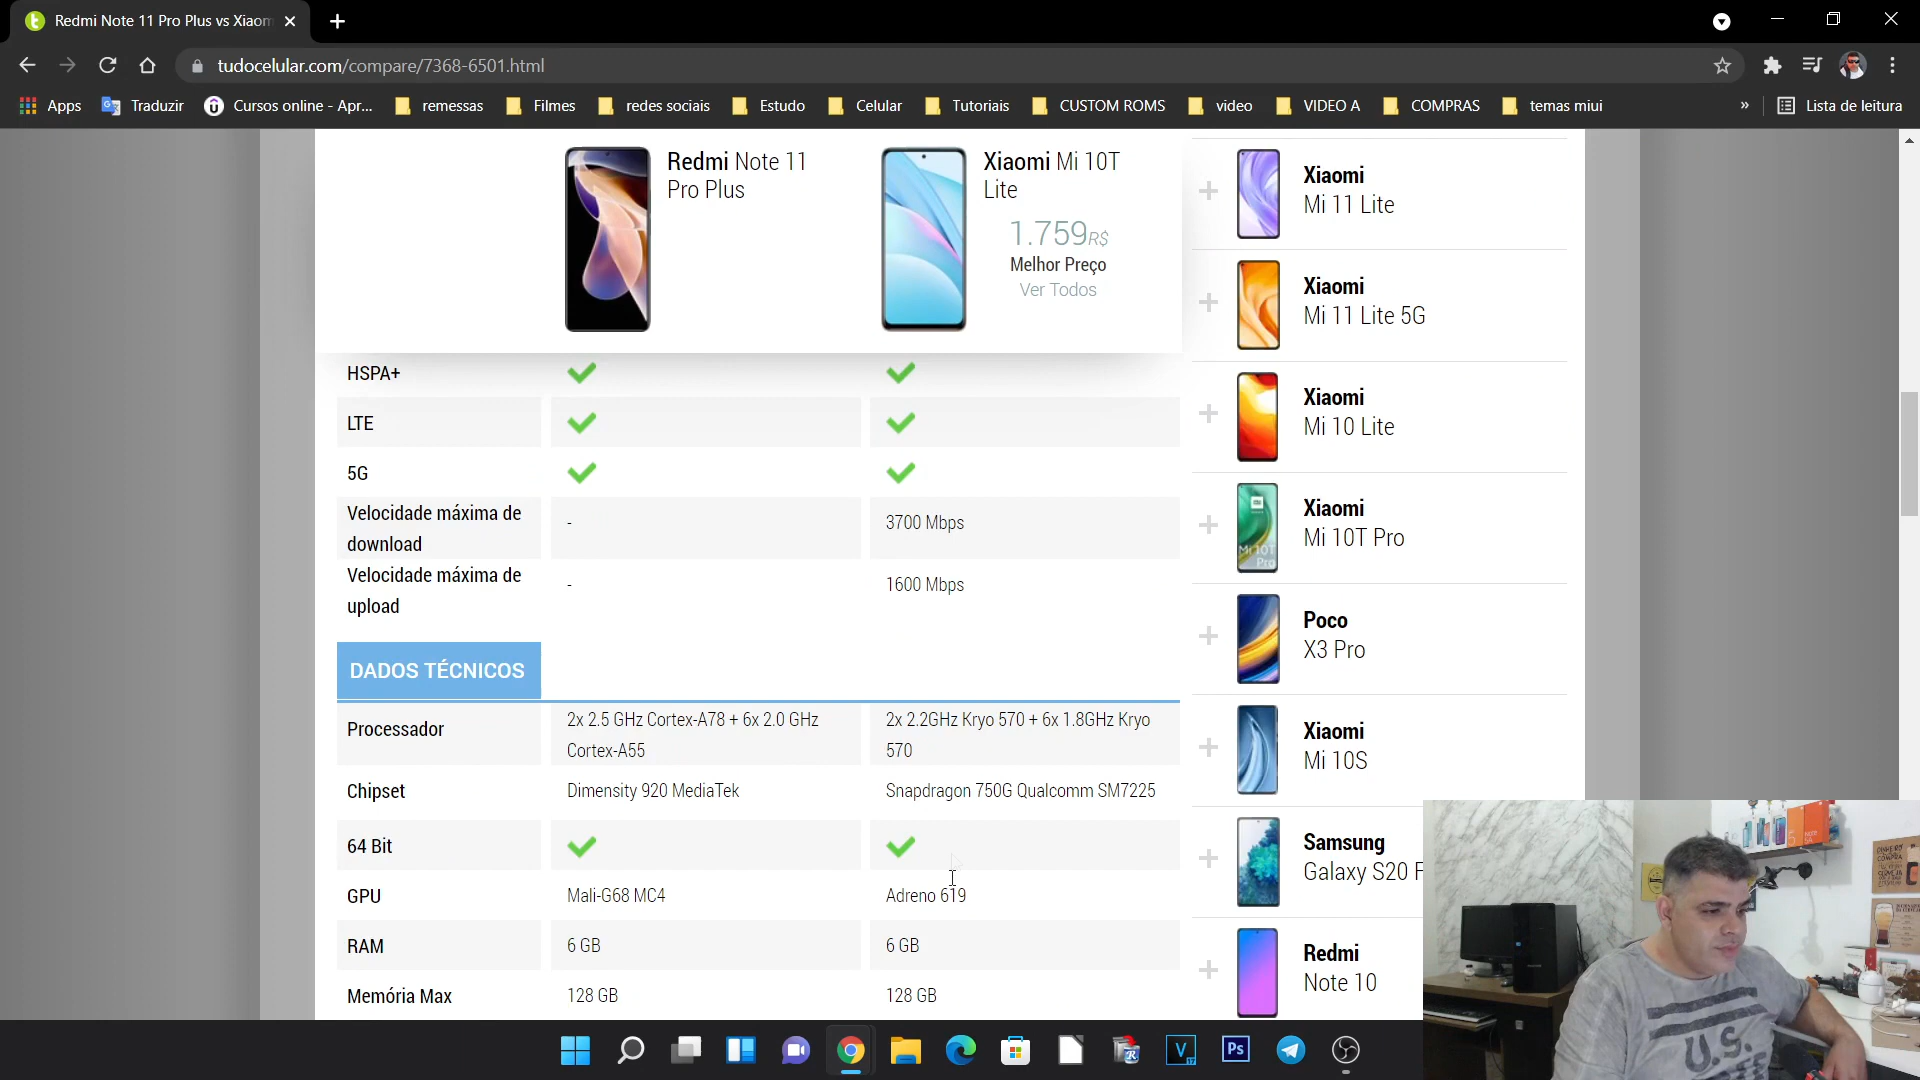 Redmi Note 11 Pro Plus vs Xiaom
tudocelular.com/compare/7368-6501.html
Apps
Traduzir
Cursos online - Apr...
remessas
Filmes
redes sociais
Estudo
Celular
Tutoriais
CUSTOM ROMS
video
VIDEO A
COMPRAS
temas miui
»
Lista de leitura
Redmi Note 11
Pro Plus
Xiaomi Mi 10T
Lite
1.759R$
Melhor Preço
Ver Todos
HSPA+
LTE
5G
Velocidade máxima de
download
-
3700 Mbps
Velocidade máxima de
upload
-
1600 Mbps
DADOS TÉCNICOS
Processador
2x 2.5 GHz Cortex-A78 + 6x 2.0 GHz
Cortex-A55
2x 2.2GHz Kryo 570 + 6x 1.8GHz Kryo
570
Chipset
Dimensity 920 MediaTek
Snapdragon 750G Qualcomm SM7225
64 Bit
GPU
Mali-G68 MC4
Adreno 619
RAM
6 GB
6 GB
Memória Max
128 GB
128 GB
Xiaomi
Mi 11 Lite
Xiaomi
Mi 11 Lite 5G
Xiaomi
Mi 10 Lite
Xiaomi
Mi 10T Pro
Mi 10T
Pro
Poco
X3 Pro
Xiaomi
Mi 10S
Samsung
Galaxy S20 F
Redmi
Note 10
Ps
V
U.S.